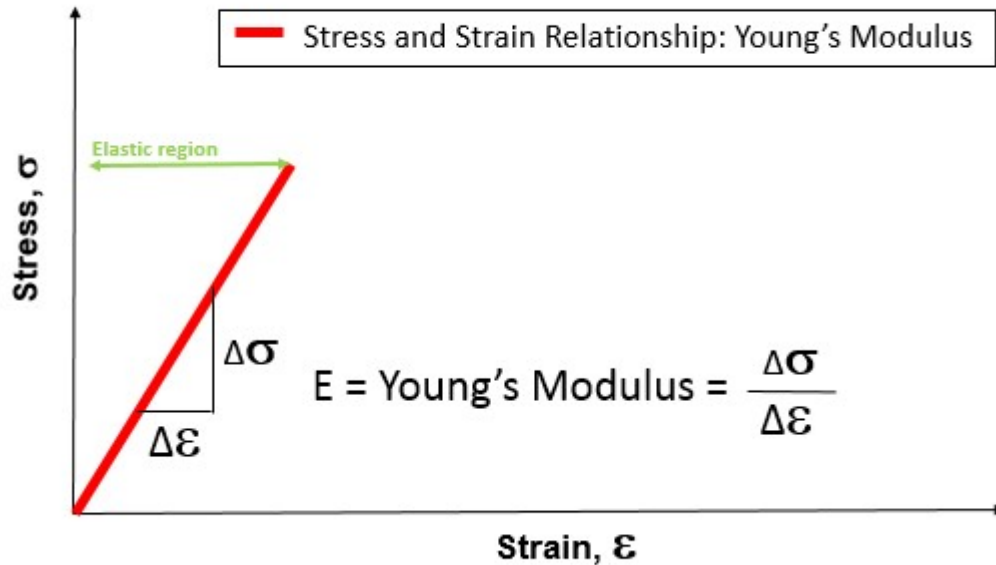 Stress and Strain Relationship: Young’s Modulus
Elastic region
Stress, σ
Δσ
E = Young’s Modulus = Δσ
Δε
Δε
Strain, ε